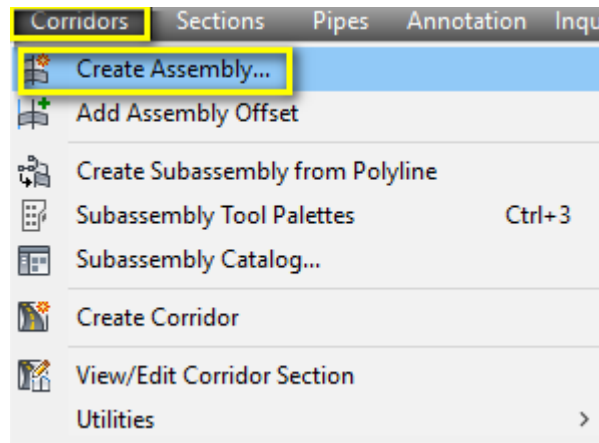 Corridors Sections Pipes Annotation Inqu
Create Assembly...
Add Assembly Offset
Create Subassembly from Polyline
Subassembly Tool Palettes Ctrl+3
Subassembly Catalog...
Create Corridor
View/Edit Corridor Section
Utilities >